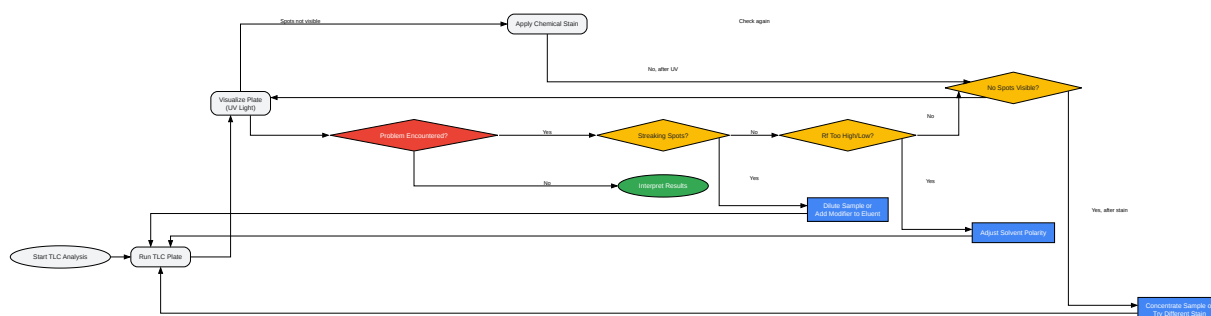 Spots not visible
Apply Chemical Stain
Check again
No, after UV
No Spots Visible?
Visualize Plate
(UV Light)
No
Problem Encountered?
Yes
Streaking Spots?
No
Rf Too High/Low?
No
Interpret Results
Yes
Yes
Dilute Sample or
Add Modifier to Eluent
Yes, after stain
Adjust Solvent Polarity
Start TLC Analysis
Run TLC Plate
Concentrate Sample o
Try Different Stain